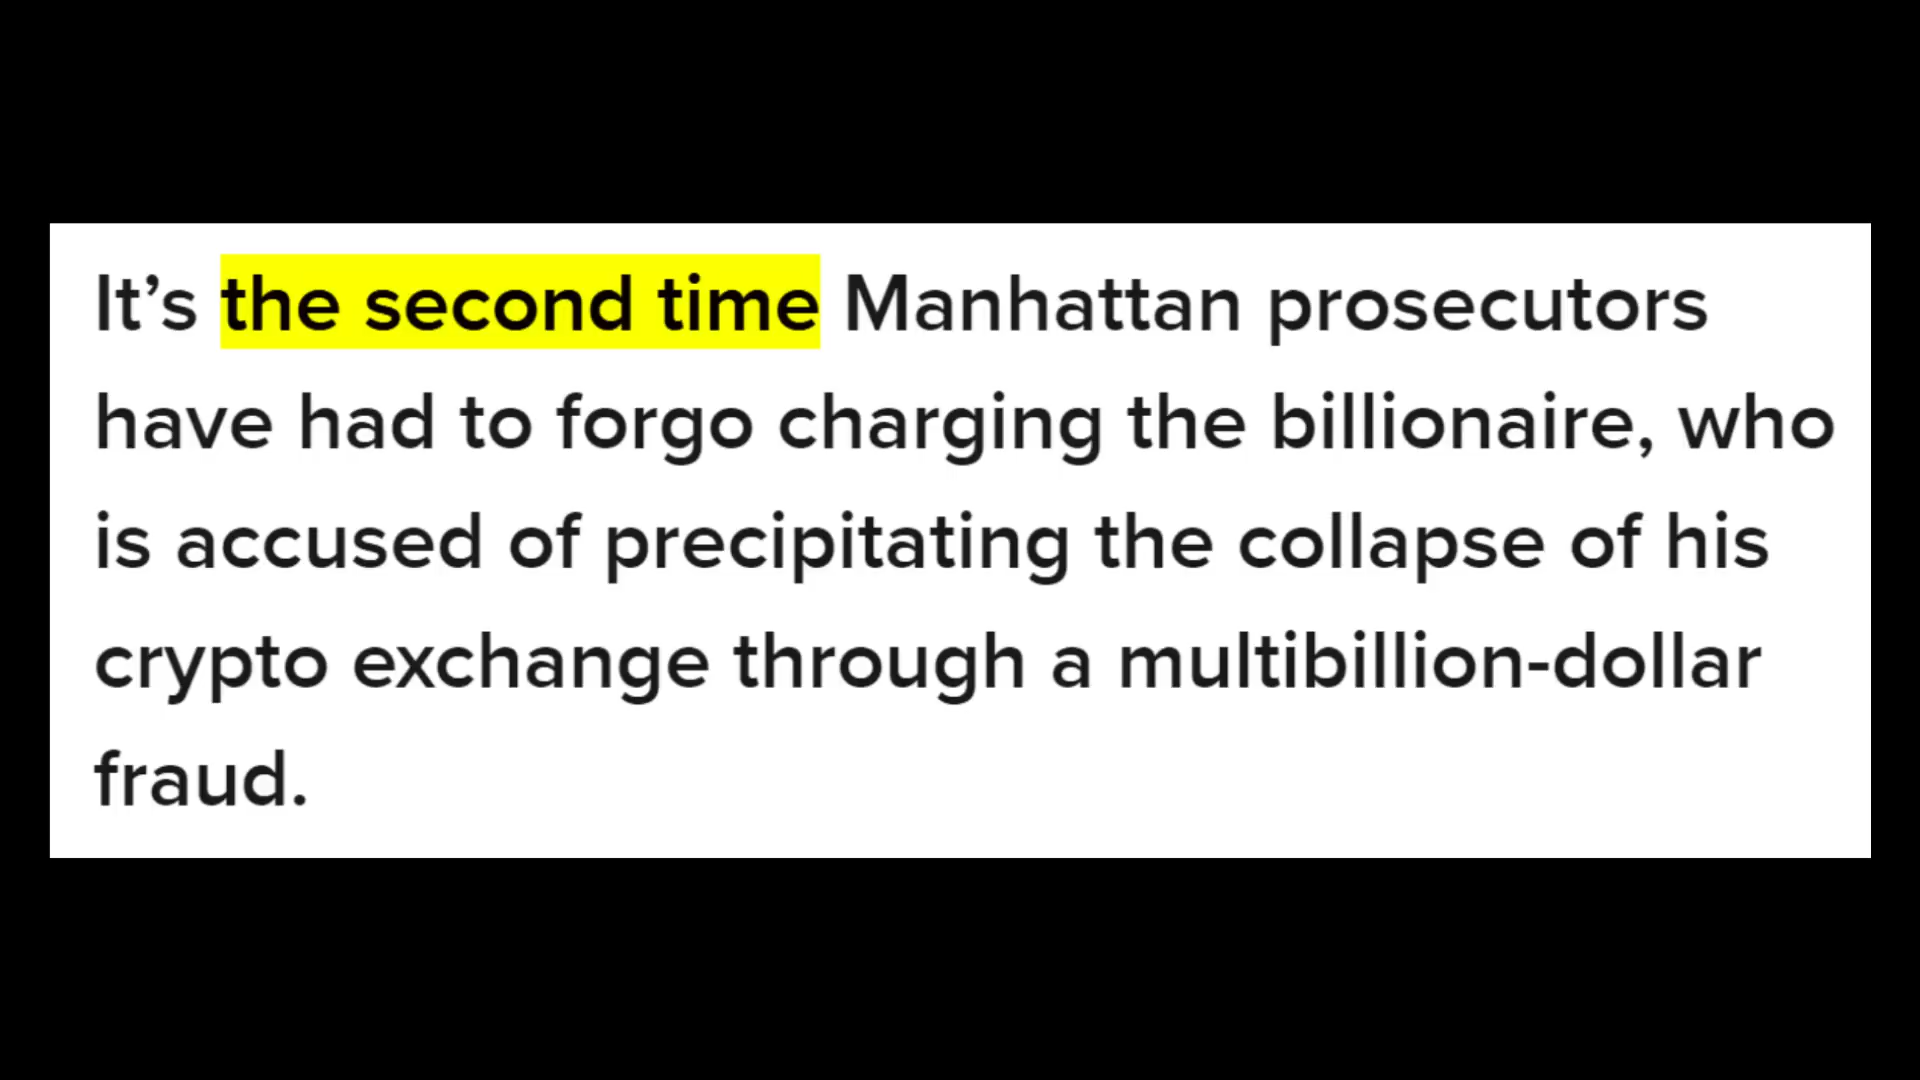 It’s the second time Manhattan prosecutors
have had to forgo charging the billionaire, who
is accused of precipitating the collapse of his
crypto exchange through a multibillion-dollar
fraud.